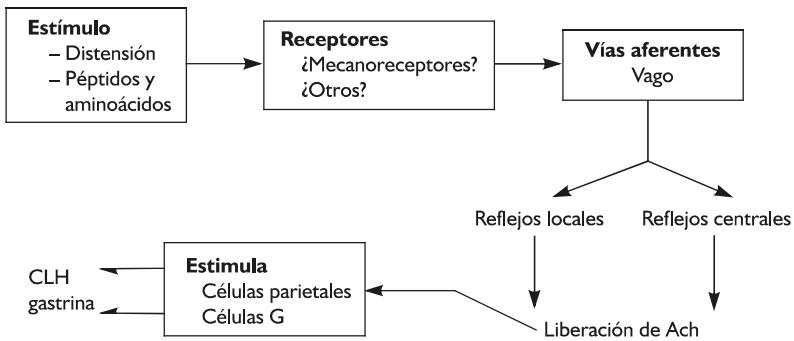 Estímulo
– Distensión
– Péptidos y
aminoácidos
Receptores
¿Mecanoreceptores?
¿Otros?
Vías aferentes
Vago
Reflejos locales
Reflejos centrales
Liberación de Ach
Estimula
Células parietales
Células G
CLH
gastrina